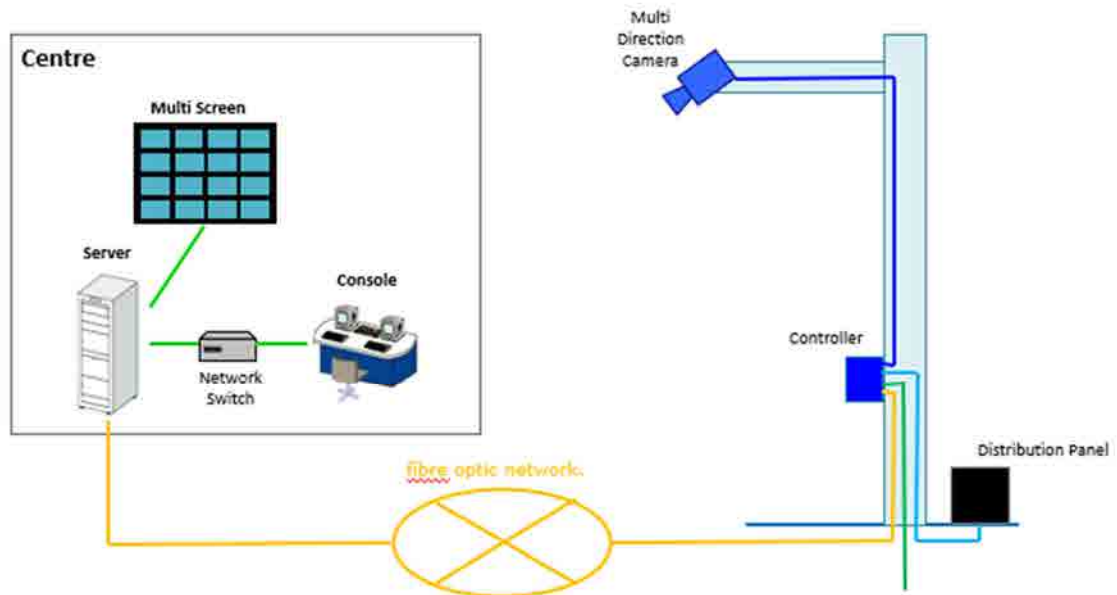 Centre
Multi Screen
Server
Console
Network
Switch
fibre optic network.
Multi
Direction
Camera
Controller
Distribution Panel